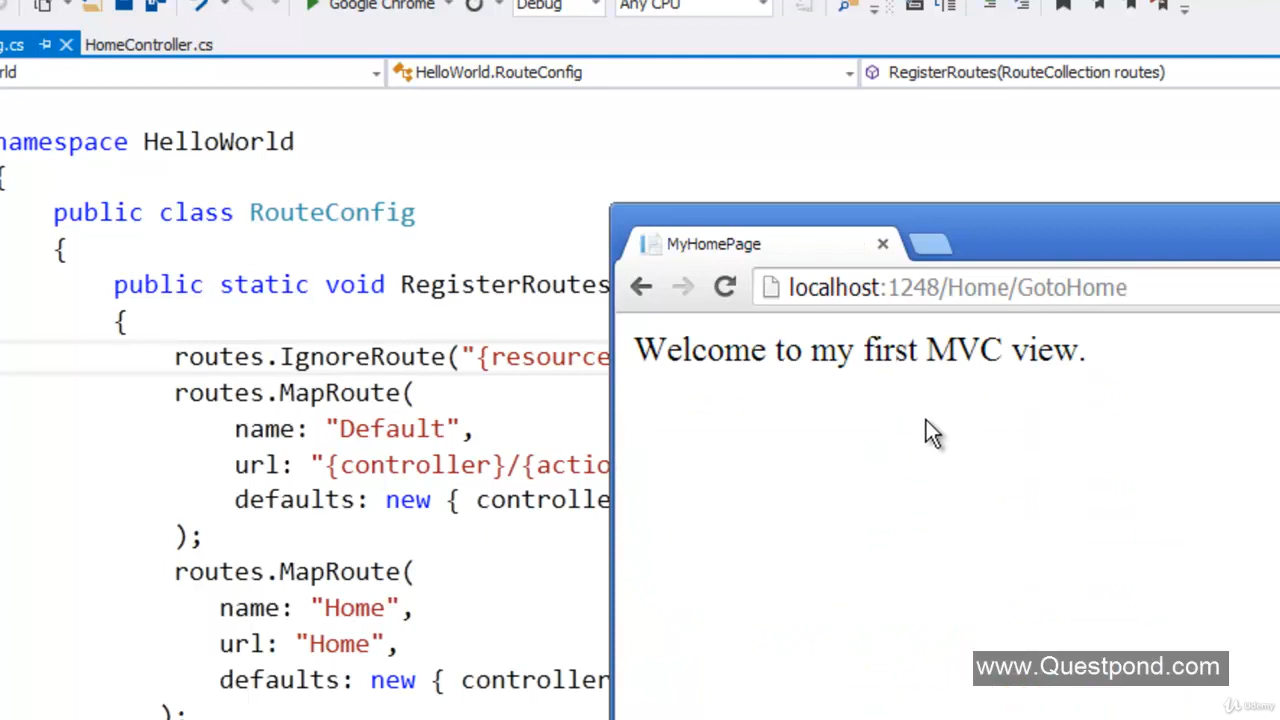 Google Chrome Debug Any CPU
g.cs HomeController.cs
rld HelloWorld.RouteConfig RegisterRoutes(RouteCollection routes)
namespace HelloWorld
{
public class RouteConfig
{
public static void RegisterRoutes
{
routes.IgnoreRoute("{resource
routes.MapRoute(
name: "Default",
url: "{controller}/{actio
defaults: new { controlle
);
routes.MapRoute(
name: "Home",
url: "Home",
defaults: new { controller
);
MyHomePage
localhost:1248/Home/GotoHome
Welcome to my first MVC view.
www.Questpond.com
Udemy